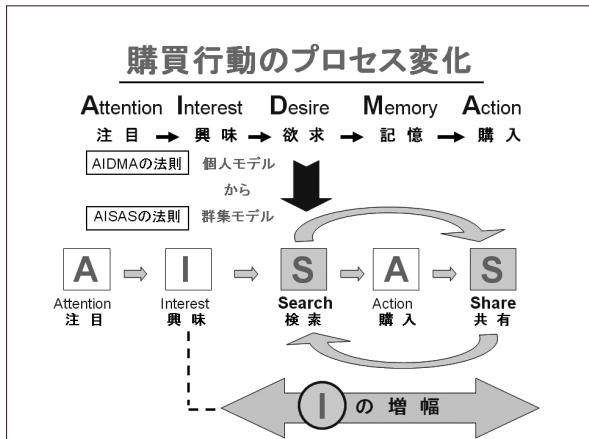 購買行動のプロセス変化
Attention Interest Desire Memory Action
注目 興味 欲求 記憶 購入
AIDMAの法則 個人モデル
から
AISASの法則 群集モデル
A I S A S
Attention Interest Search Action Share
注目 興味 検索 購入 共有
Iの増幅